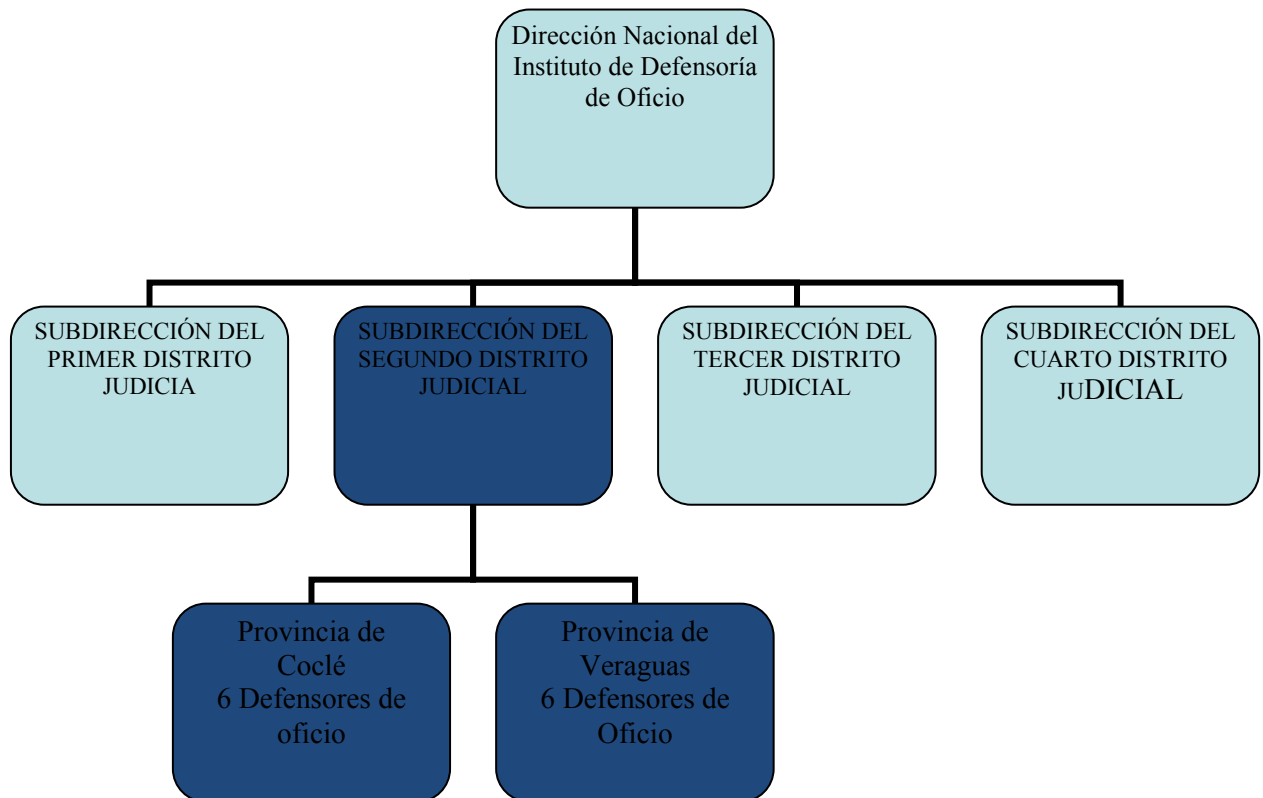 Dirección Nacional del
Instituto de Defensoría
de Oficio
SUBDIRECCIÓN DEL
PRIMER DISTRITO
JUDICIA
SUBDIRECCIÓN DEL
SEGUNDO DISTRITO
JUDICIAL
SUBDIRECCIÓN DEL
TERCER DISTRITO
JUDICIAL
SUBDIRECCIÓN DEL
CUARTO DISTRITO
JUDICIAL
Provincia de
Coclé
6 Defensores de
oficio
Provincia de
Veraguas
6 Defensores de
Oficio